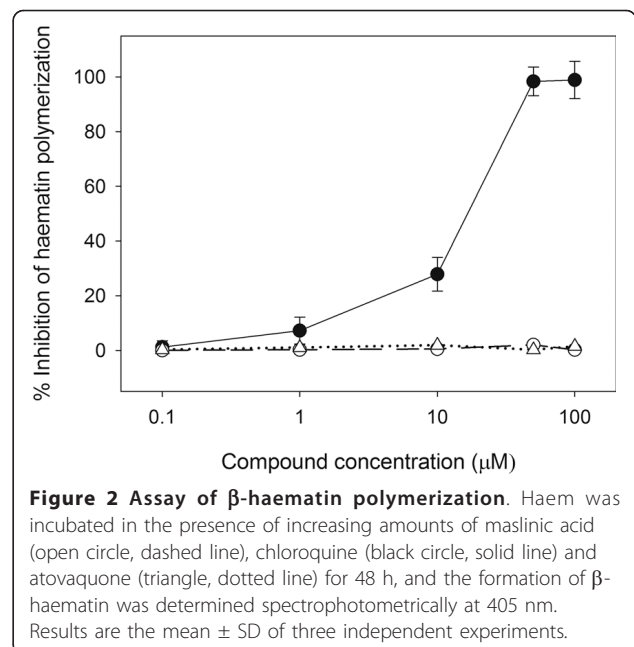 100
80
60
40
20
0
% Inhibition of haematin polymerization
0.1 1 10 100
Compound concentration (μM)
Figure 2 Assay of β-haematin polymerization. Haem was
incubated in the presence of increasing amounts of maslinic acid
(open circle, dashed line), chloroquine (black circle, solid line) and
atovaquone (triangle, dotted line) for 48 h, and the formation of β-
haematin was determined spectrophotometrically at 405 nm.
Results are the mean ± SD of three independent experiments.